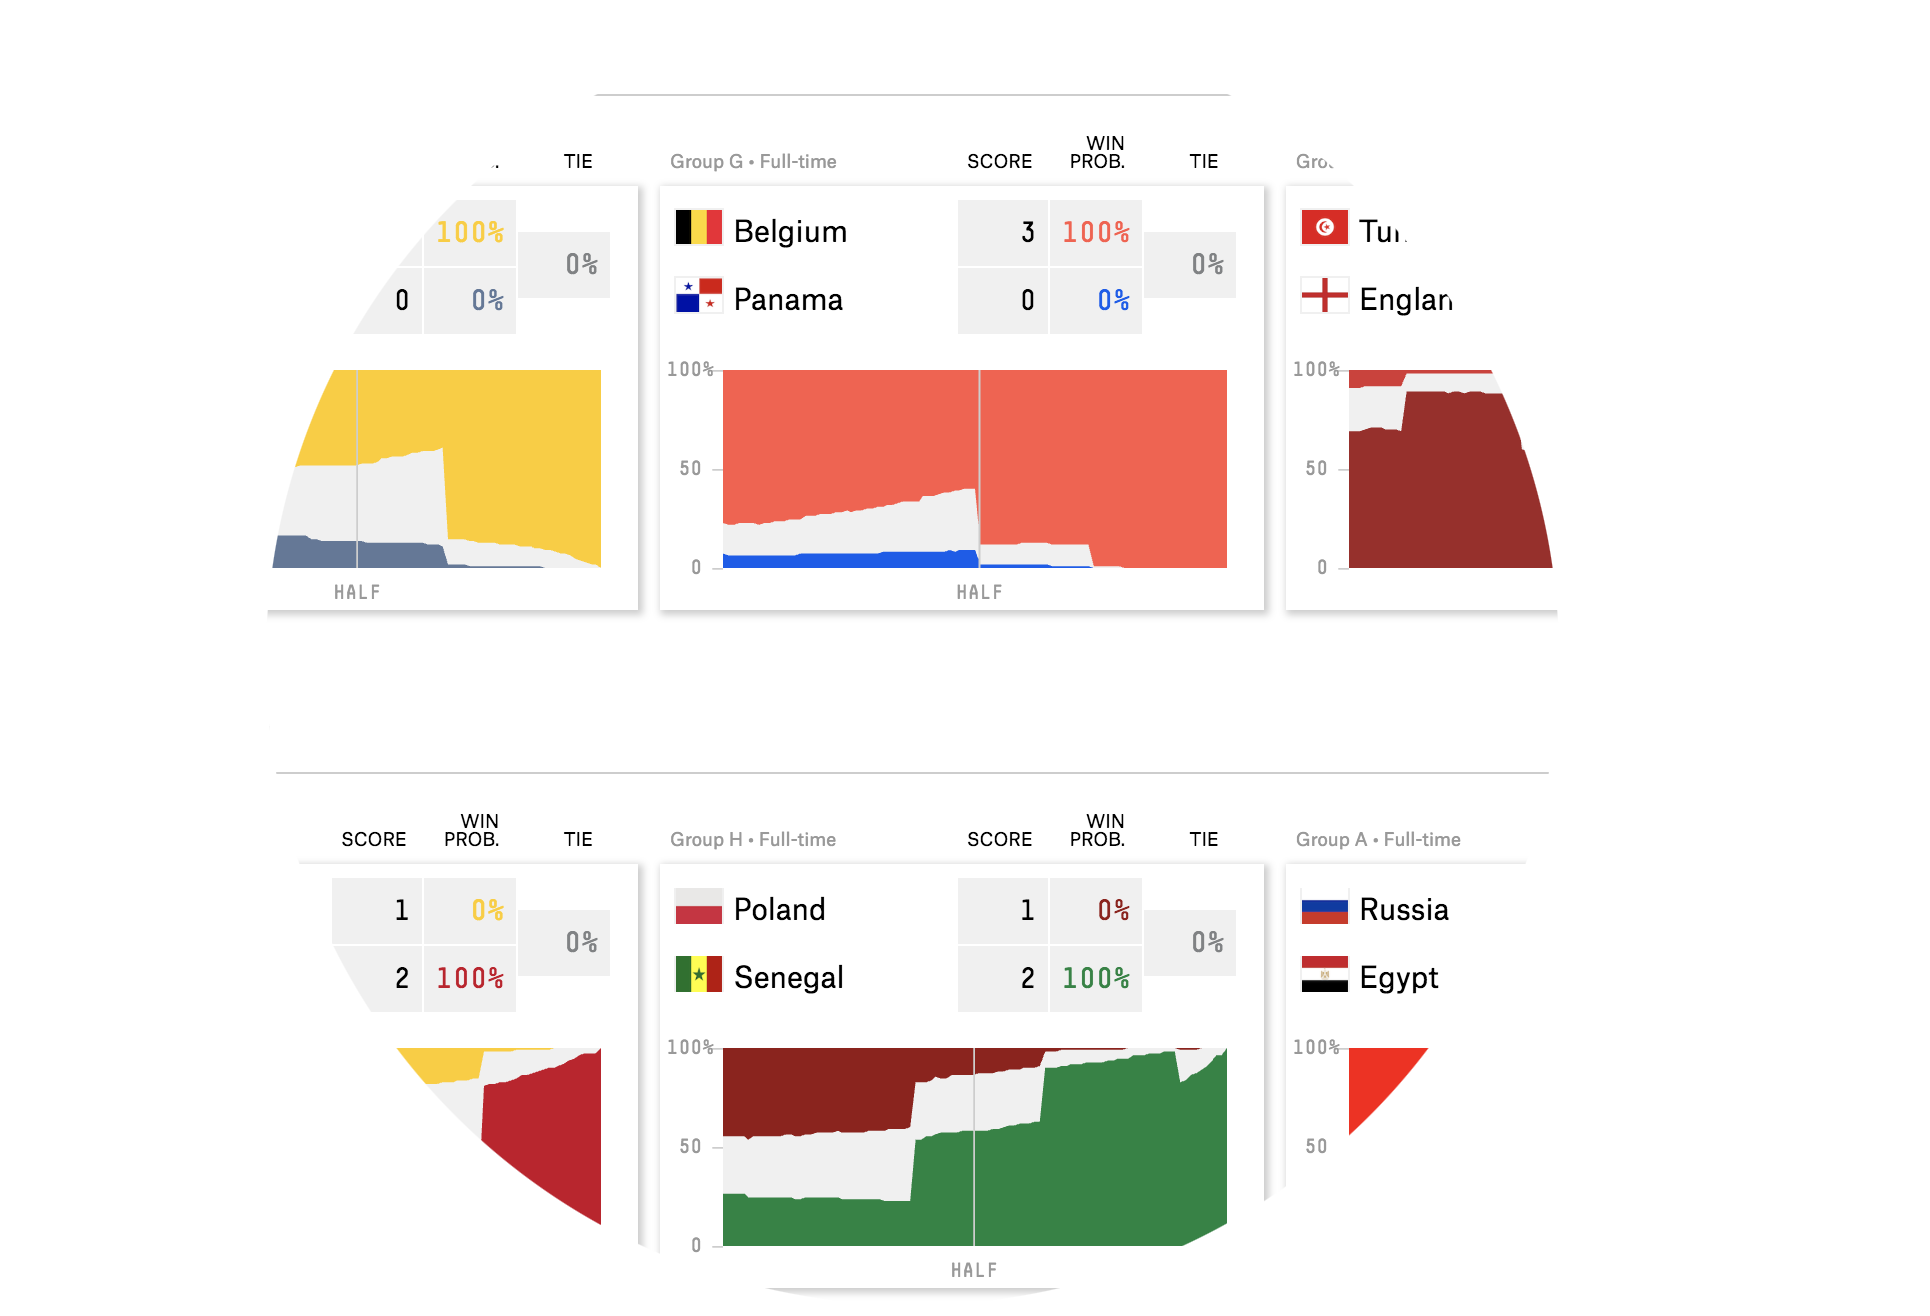 TIE
100%
0%
0 0%
HALF
Group G • Full-time SCORE WIN PROB. TIE
Belgium 3 100%
0%
Panama 0 0%
100%
50
0
HALF
100%
50
0
SCORE WIN PROB. TIE
1 0%
0%
2 100%
Group H • Full-time SCORE WIN PROB. TIE
Poland 1 0%
0%
Senegal 2 100%
100%
50
0
HALF
Group A • Full-time
Russia
Egypt
100%
50